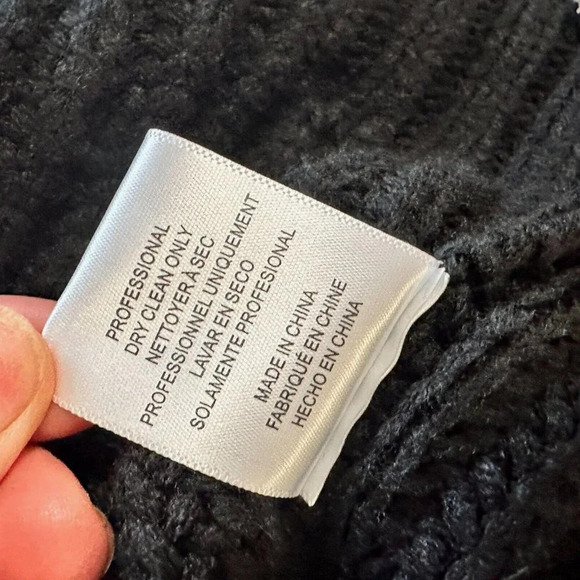 PROFESSIONAL
DRY CLEAN ONLY
NETTOYER À SEC
PROFESSIONNEL UNIQUEMENT
LAVAR EN SECO
SOLAMENTE PROFESIONAL
MADE IN CHINA
FABRIQUÉ EN CHINE
HECHO EN CHINA